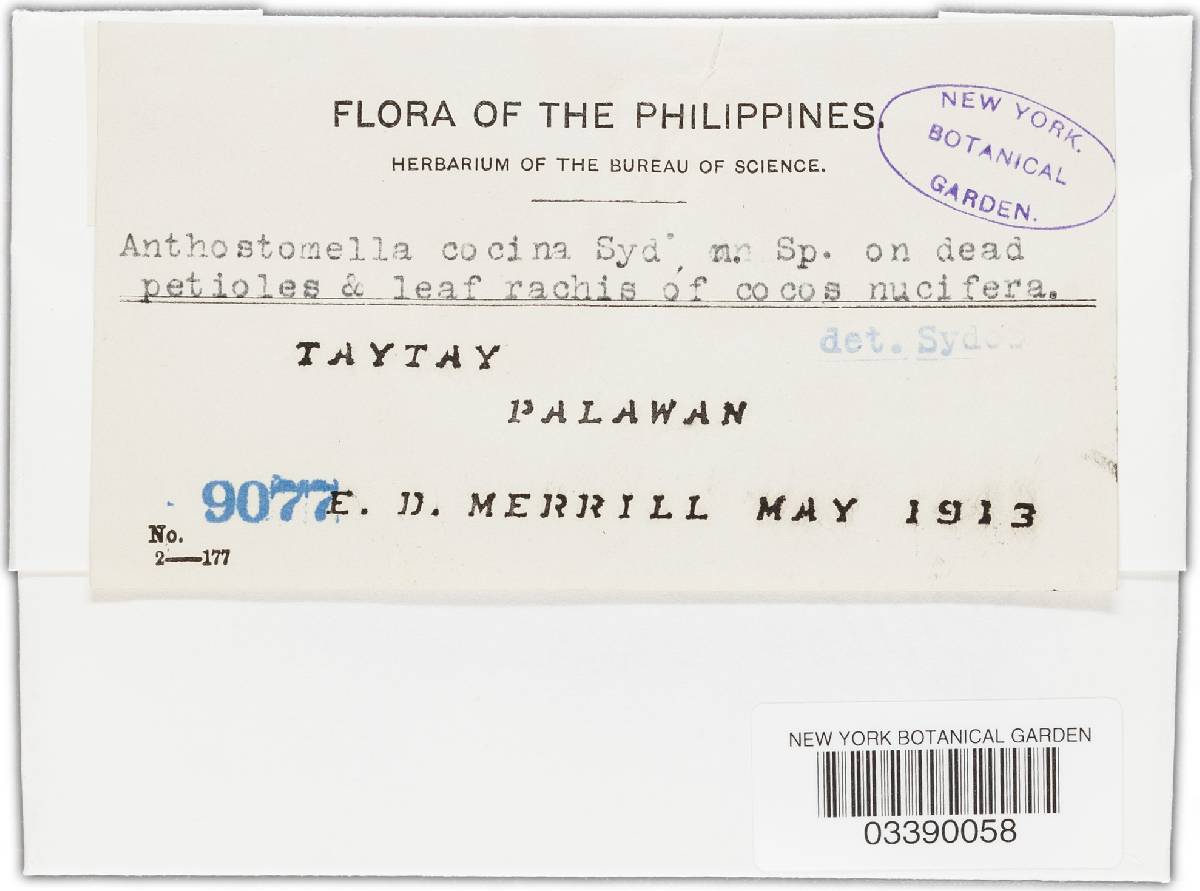 FLORA OF THE PHILIPPINES.
HERBARIUM OF THE BUREAU OF SCIENCE.
NEW YORK.
BOTANICAL
GARDEN.
Anthostomella cocina Syd. Sp. on dead
petioles & leaf rachis of cocos nucifera.
det.
TAYTAY
PALAWAN
9077 E. D. MERRILL MAY 1913
No.
2—177
NEW YORK BOTANICAL GARDEN
03390058